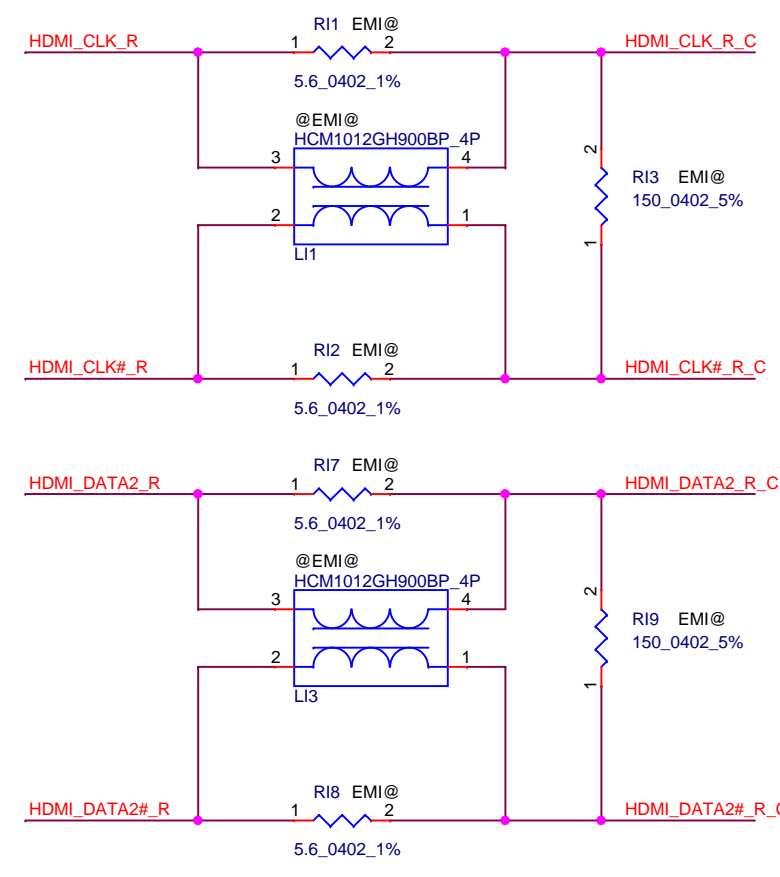 RI1 EMI@
HDMI_CLK_R
1
2
HDMI_CLK_R_C
5.6_0402_1%
@EMI@
HCM1012GH900BP_4P
3
4
2
RI3 EMI@
150_0402_5%
2
1
1
LI1
RI2 EMI@
HDMI_CLK#_R
1
2
HDMI_CLK#_R_C
5.6_0402_1%
RI7 EMI@
HDMI_DATA2_R
1
2
HDMI_DATA2_R_C
5.6_0402_1%
@EMI@
HCM1012GH900BP_4P
3
4
2
RI9 EMI@
150_0402_5%
2
1
1
LI3
RI8 EMI@
HDMI_DATA2#_R
1
2
HDMI_DATA2#_R_C
5.6_0402_1%